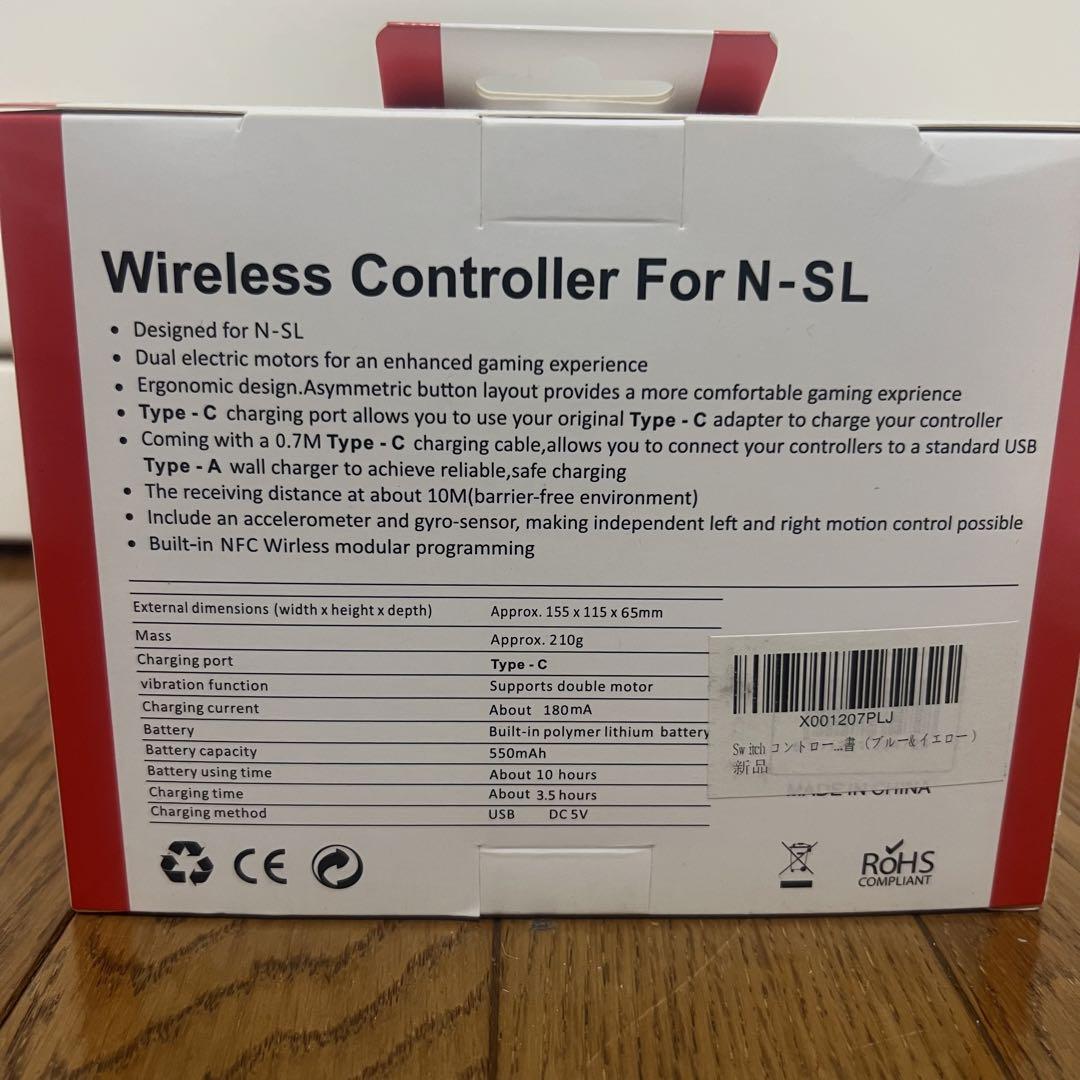 Wireless Controller For N-SL
• Designed for N-SL
• Dual electric motors for an enhanced gaming experience
• Ergonomic design.Asymmetric button layout provides a more comfortable gaming exprience
• Type - C charging port allows you to use your original Type - C adapter to charge your controller
• Coming with a 0.7M Type - C charging cable,allows you to connect your controllers to a standard USB
Type - A wall charger to achieve reliable,safe charging
• The receiving distance at about 10M(barrier-free environment)
• Include an accelerometer and gyro-sensor, making independent left and right motion control possible
• Built-in NFC Wirless modular programming
External dimensions (width x height x depth) Approx. 155 x 115 x 65mm
Mass Approx. 210g
Charging port Type - C
vibration function Supports double motor
Charging current About 180mA
Battery Built-in polymer lithium battery
Battery capacity 550mAh
Battery using time About 10 hours
Charging time About 3.5 hours
Charging method USB DC 5V
X001207PLJ
Switch コントロー...書（ブルー&イエロー）
新品
MADE IN CHINA
CE
RoHS
COMPLIANT